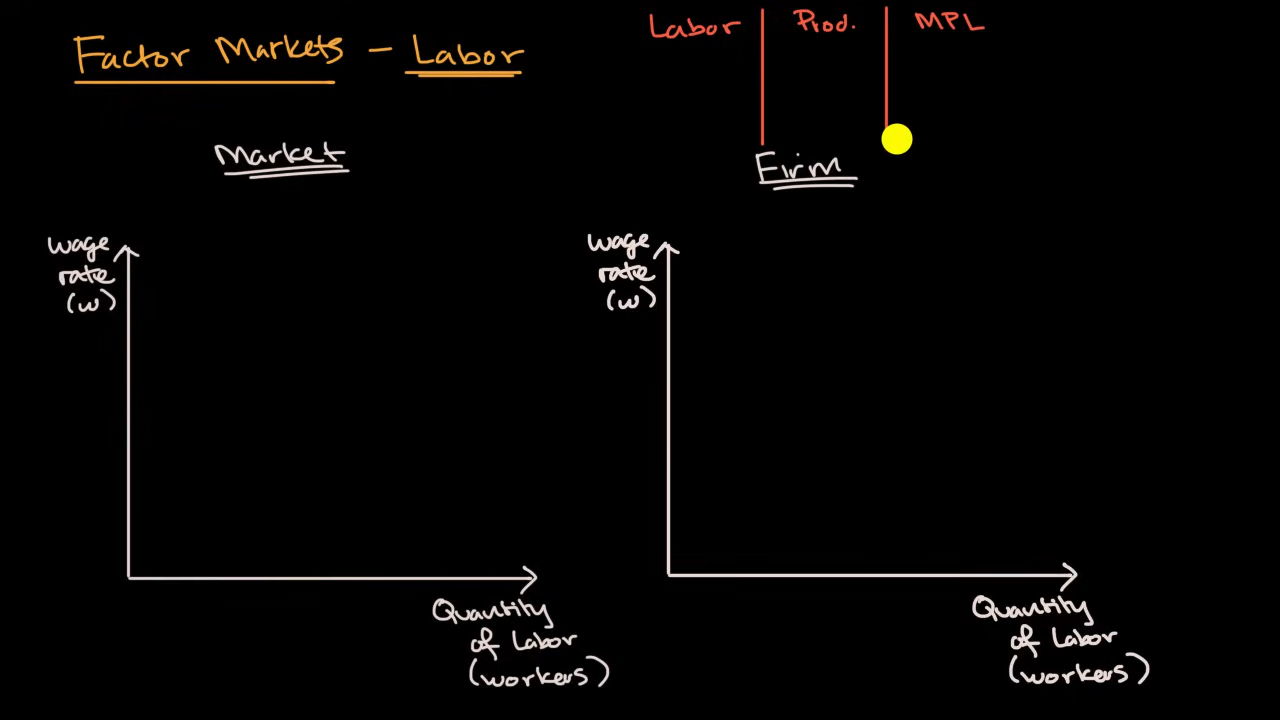 Factor Markets - Labor
Labor Prod. MPL
Market
Firm
wage
rate
(w)
wage
rate
(w)
Quantity
of Labor
(workers)
Quantity
of Labor
(workers)